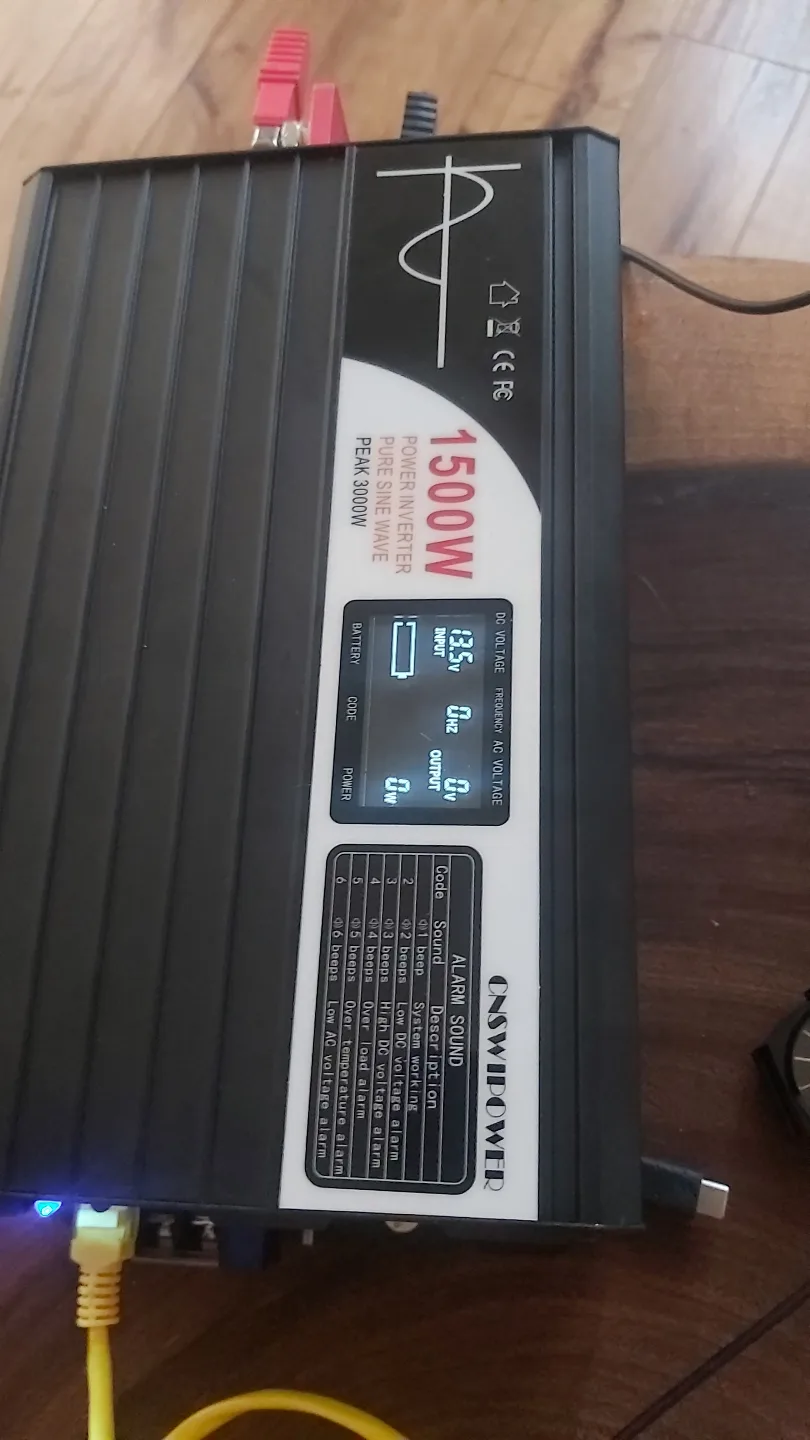 CE FC
1500W
POWER INVERTER
PURE SINE WAVE
PEAK 3000W
DC VOLTAGE FREQUENCY AC VOLTAGE
13.5V 0HZ 0V
INPUT OUTPUT
0W
BATTERY CODE POWER
CNSWIPOWER
ALARM SOUND
Code Sound Description
1 beep System working
2 2 beeps Low DC voltage alarm
3 3 beeps High DC voltage alarm
4 4 beeps Over load alarm
5 5 beeps Over temperature alarm
6 6 beeps Low AC voltage alarm